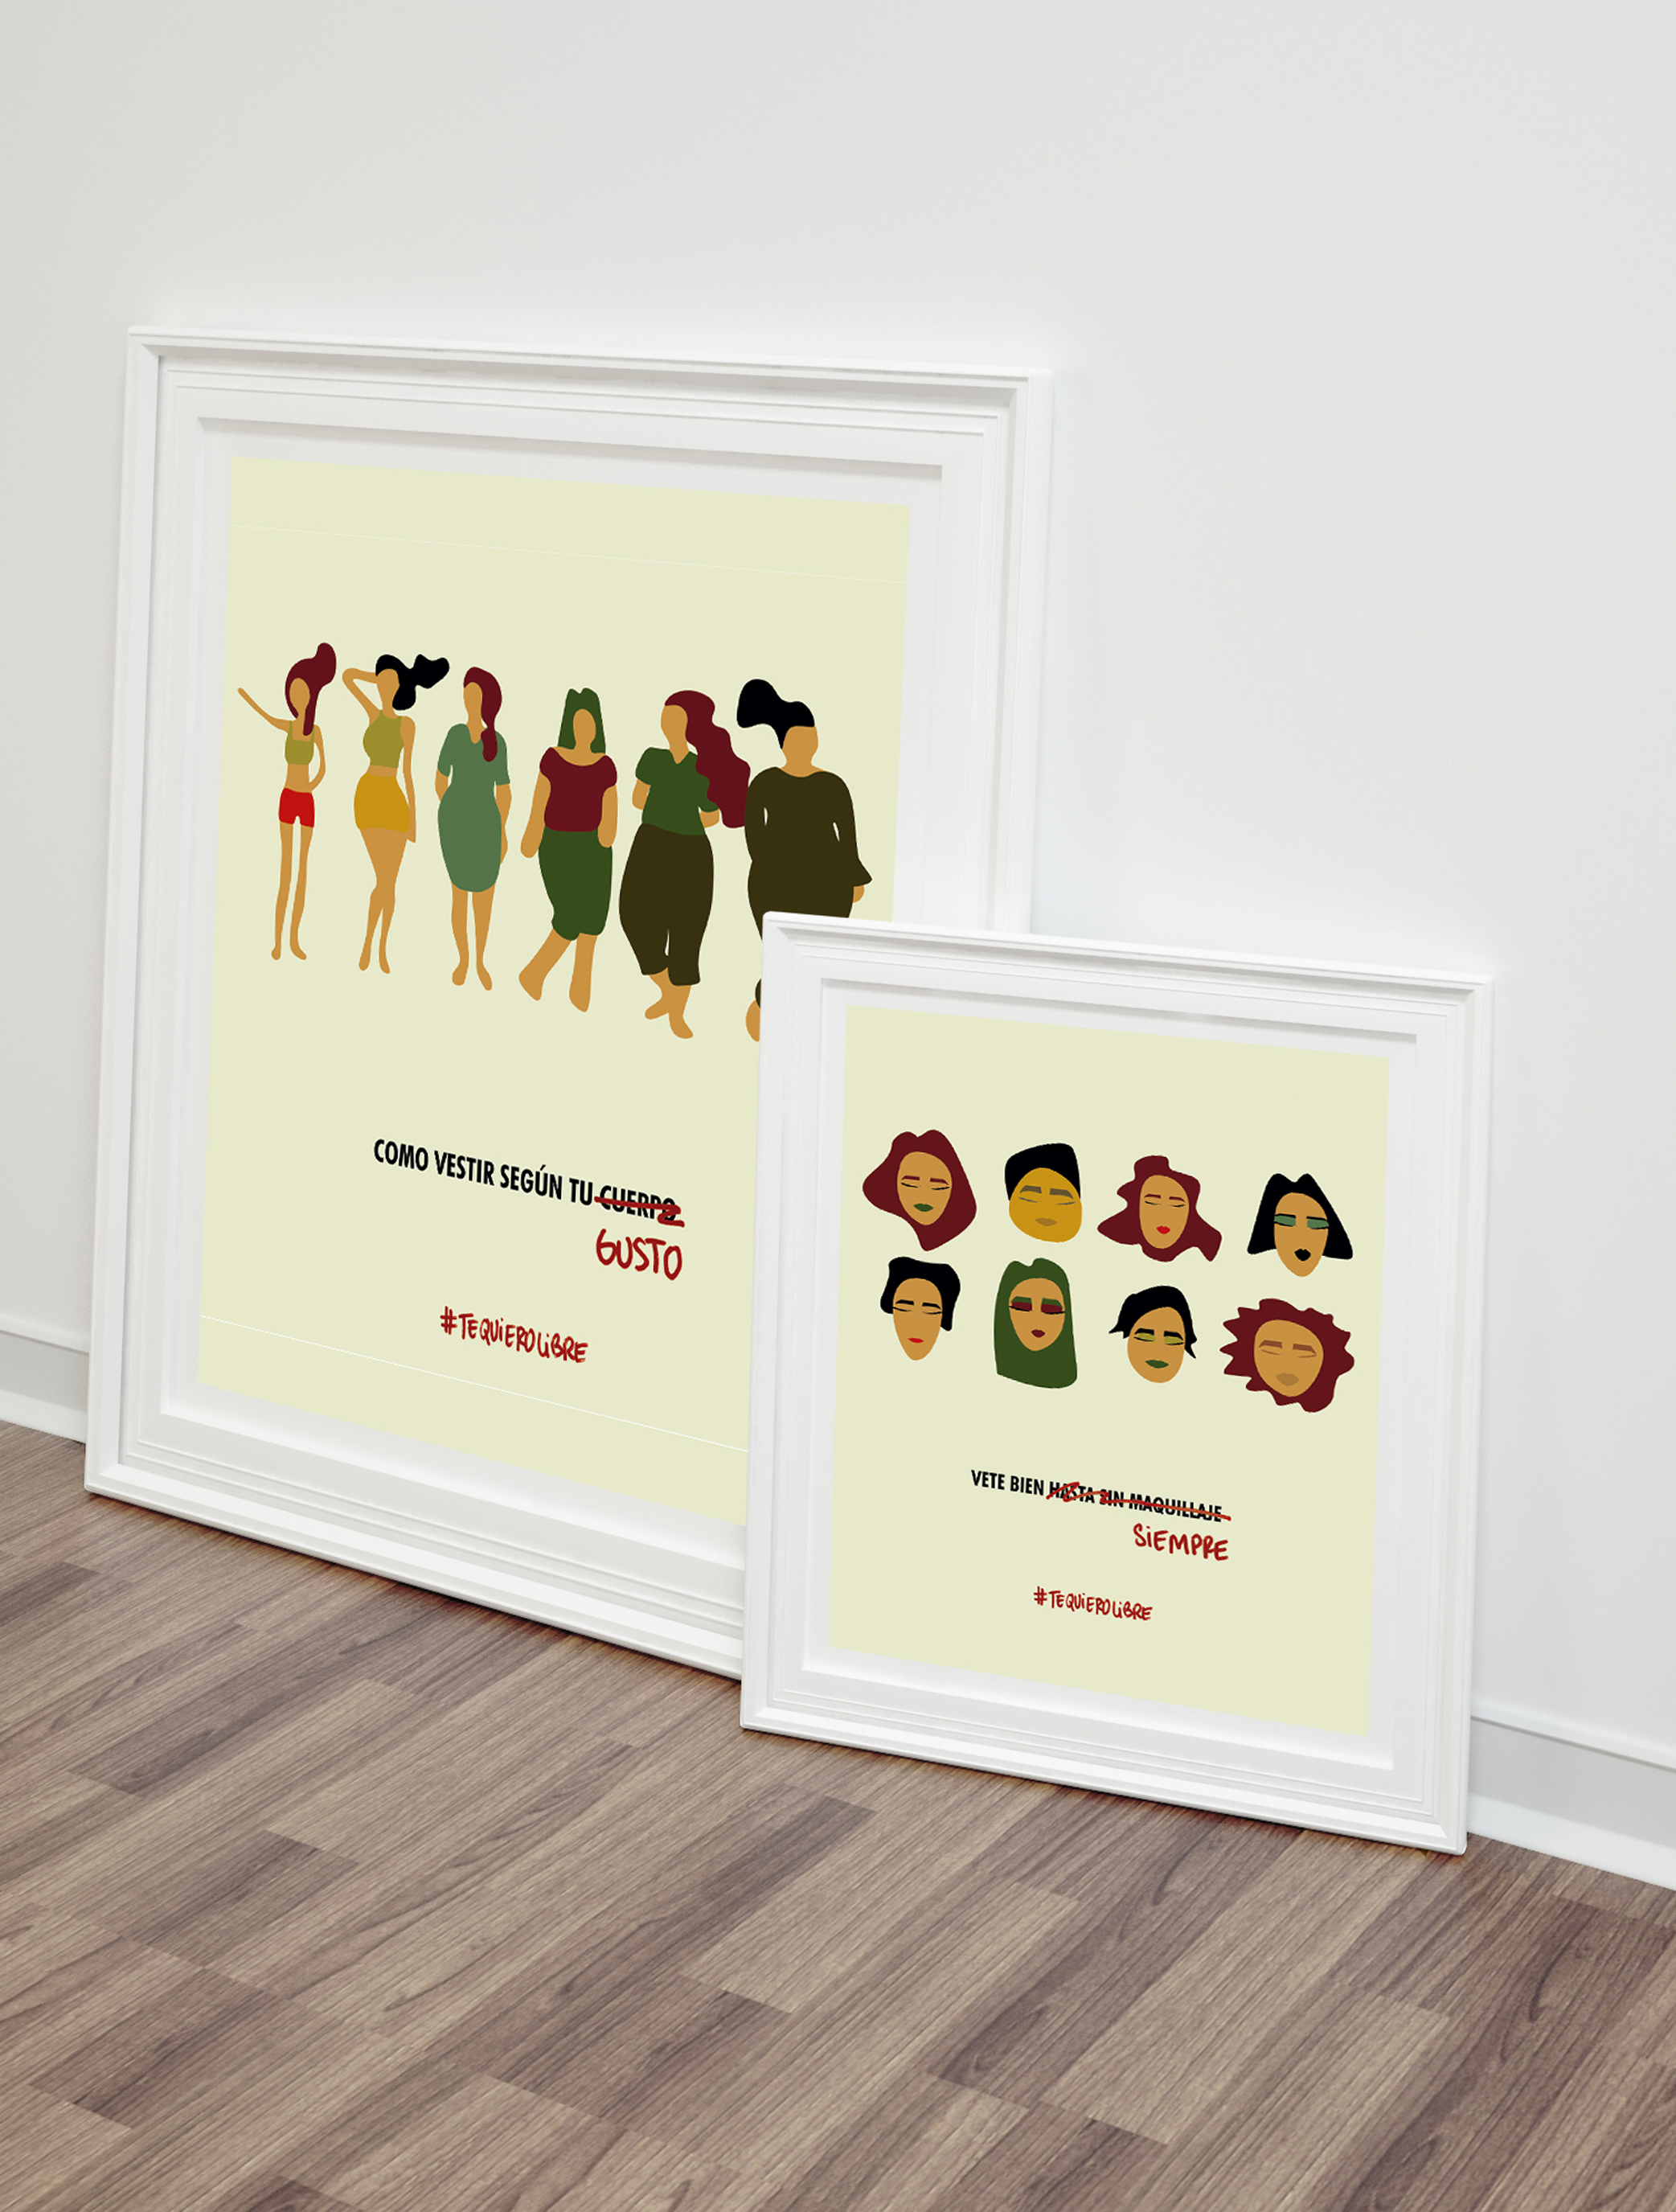 COMO VESTIR SEGÚN TU CUERPO
GUSTO
#TEQUIEROLIBRE
VETE BIEN HASTA SIN MAQUILLAJE
SIEMPRE
#TEQUIEROLIBRE